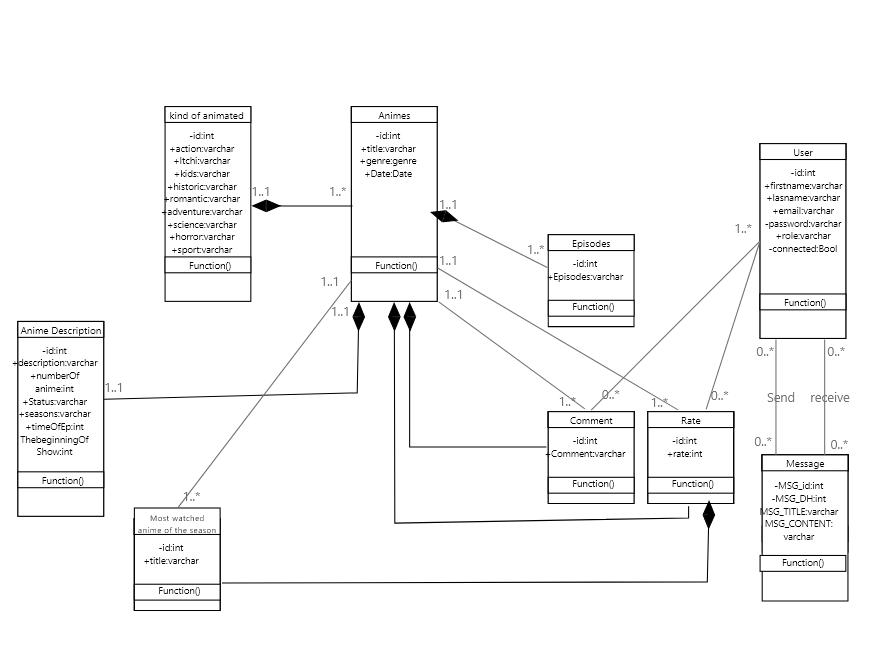 kind of animated
-id:int
+action:varchar
+Itchi:varchar
+kids:varchar
+historic:varchar
+romantic:varchar
+adventure:varchar
+science:varchar
+horror:varchar
+sport:varchar
Function()
1..1
1..*
Animes
-id:int
+title:varchar
+genre:genre
+Date:Date
Function()
1..1
1..1
1..1
1..1
1..1
1..*
Episodes
-id:int
+Episodes:varchar
Function()
User
-id:int
+firstname:varchar
+lasname:varchar
+email:varchar
-password:varchar
+role:varchar
-connected:Bool
Function()
1..*
0..*
0..*
Send
receive
0..*
0..*
Anime Description
-id:int
+description:varchar
+numberOf
anime:int
+Status:varchar
+seasons:varchar
+timeOfEp:int
ThebeginningOf
Show:int
Function()
1..1
1..*
0..*
1..*
0..*
Comment
-id:int
+Comment:varchar
Function()
Rate
-id:int
+rate:int
Function()
Message
-MSG_id:int
-MSG_DH:int
MSG_TITLE:varchar
MSG_CONTENT:
varchar
Function()
1..*
Most watched
anime of the season
-id:int
+title:varchar
Function()